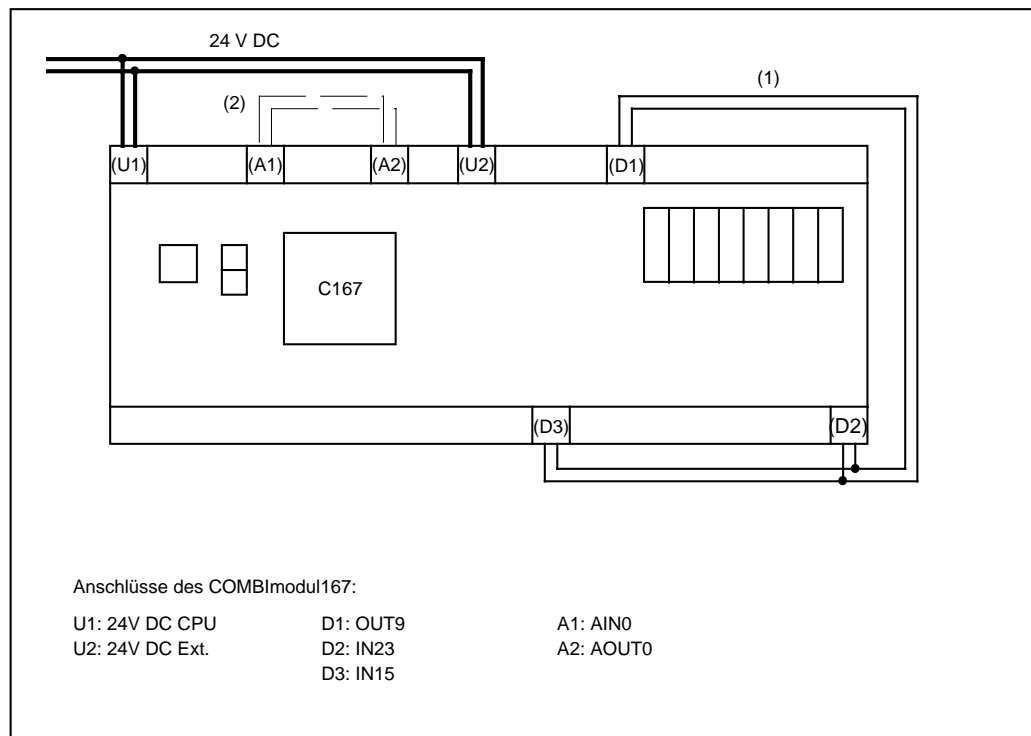 24 V DC
(1)
(2)
(U1) (A1) (A2) (U2) (D1)
C167
(D3) (D2)
Anschlüsse des COMBImodul167:
U1: 24V DC CPU D1: OUT9 A1: AIN0
U2: 24V DC Ext. D2: IN23 A2: AOUT0
D3: IN15